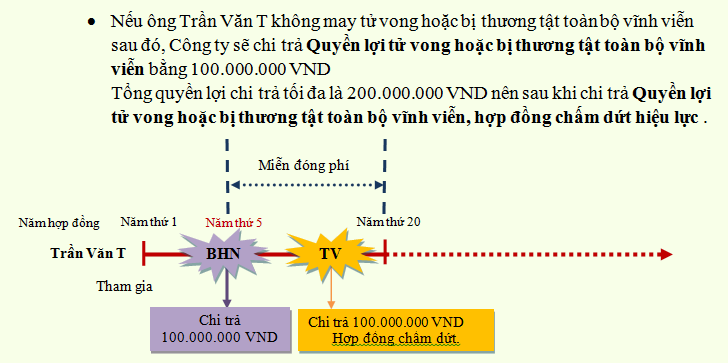 • Nếu ông Trần Văn T không may tử vong hoặc bị thương tật toàn bộ vĩnh viễn
sau đó, Công ty sẽ chi trả Quyền lợi tử vong hoặc bị thương tật toàn bộ vĩnh
viễn bằng 100.000.000 VND
Tổng quyền lợi chi trả tối đa là 200.000.000 VND nên sau khi chi trả Quyền lợi
tử vong hoặc bị thương tật toàn bộ vĩnh viễn, hợp đồng chấm dứt hiệu lực .
Miễn đóng phí
Năm hợp đồng Năm thứ 1 Năm thứ 5 Năm thứ 20
Trần Văn T BHN TV
Tham gia
Chi trả
100.000.000 VND
Chi trả 100.000.000 VND
Hợp đồng chấm dứt.